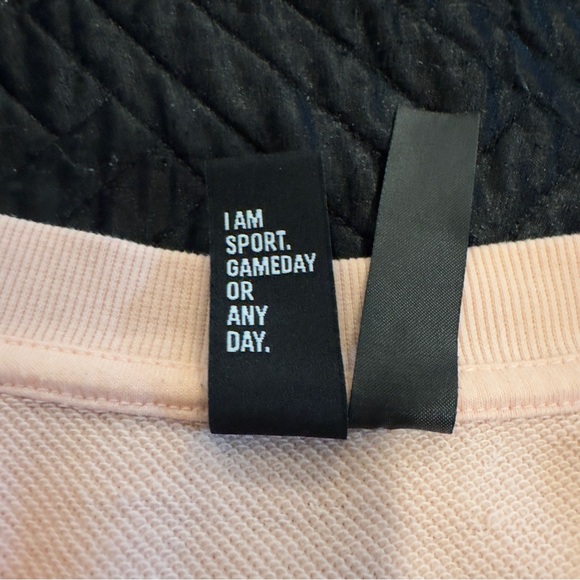 I AM
SPORT.
GAMEDAY
OR
ANY
DAY.